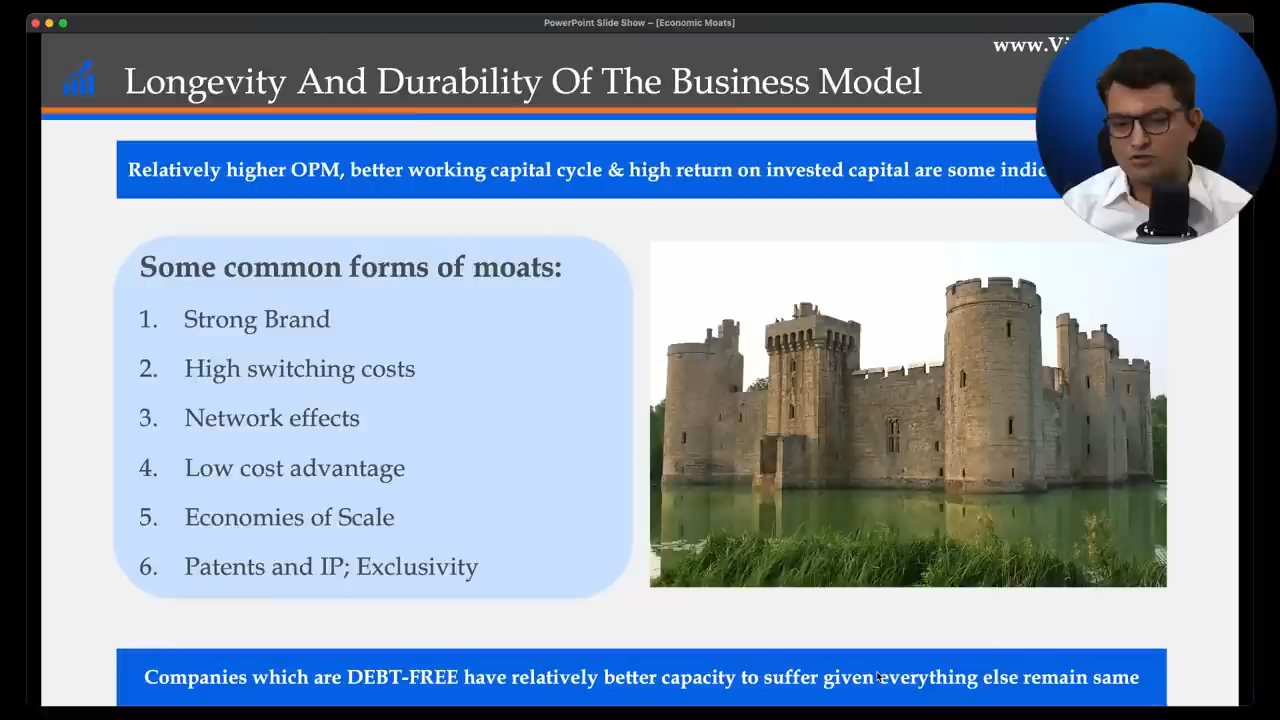 PowerPoint Slide Show – [Economic Moats]
Longevity And Durability Of The Business Model
Relatively higher OPM, better working capital cycle & high return on invested capital are some
Some common forms of moats:
1. Strong Brand
2. High switching costs
3. Network effects
4. Low cost advantage
5. Economies of Scale
6. Patents and IP; Exclusivity
Companies which are DEBT-FREE have relatively better capacity to suffer given everything else remain same